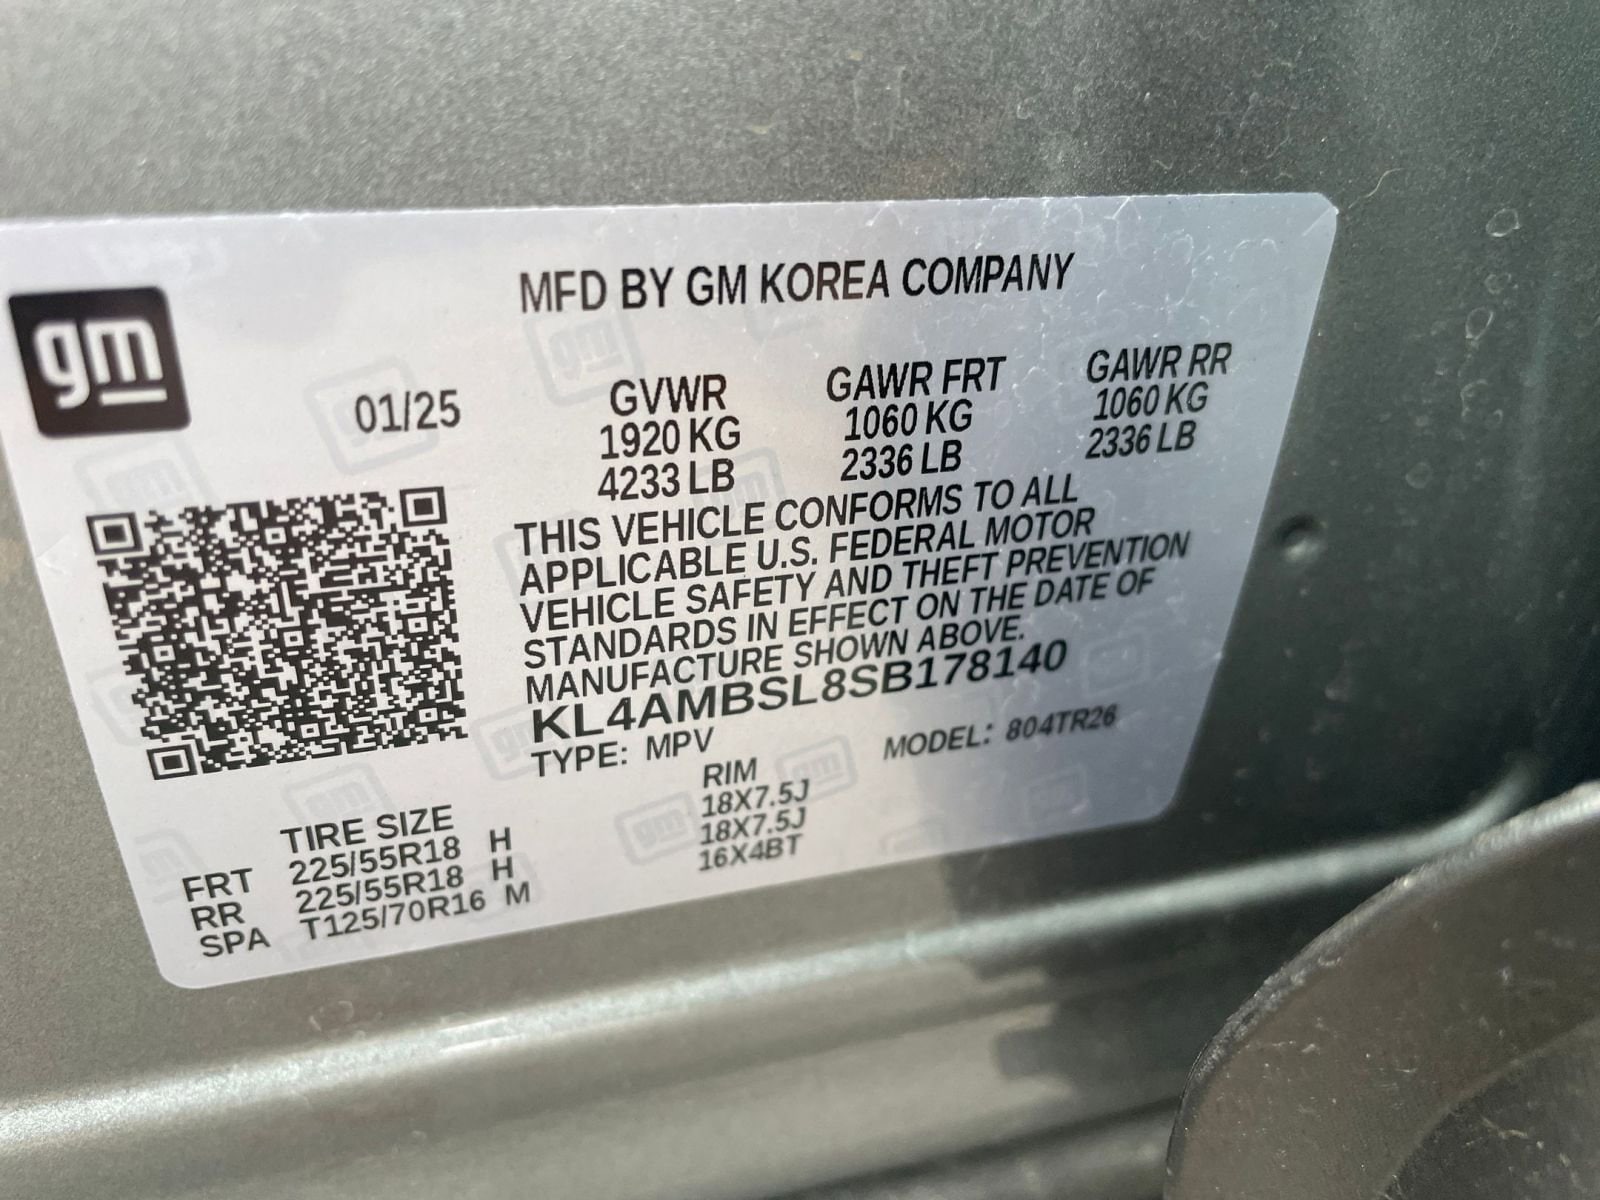 gm
MFD BY GM KOREA COMPANY
01/25
GVWR
1920 KG
4233 LB
GAWR FRT
1060 KG
2336 LB
GAWR RR
1060 KG
2336 LB
THIS VEHICLE CONFORMS TO ALL
APPLICABLE U.S. FEDERAL MOTOR
VEHICLE SAFETY AND THEFT PREVENTION
STANDARDS IN EFFECT ON THE DATE OF
MANUFACTURE SHOWN ABOVE.
KL4AMBSL8SB178140
TYPE: MPV MODEL: 804TR26
TIRE SIZE RIM
FRT 225/55R18 H 18X7.5J
RR 225/55R18 H 18X7.5J
SPA T125/70R16 M 16X4BT